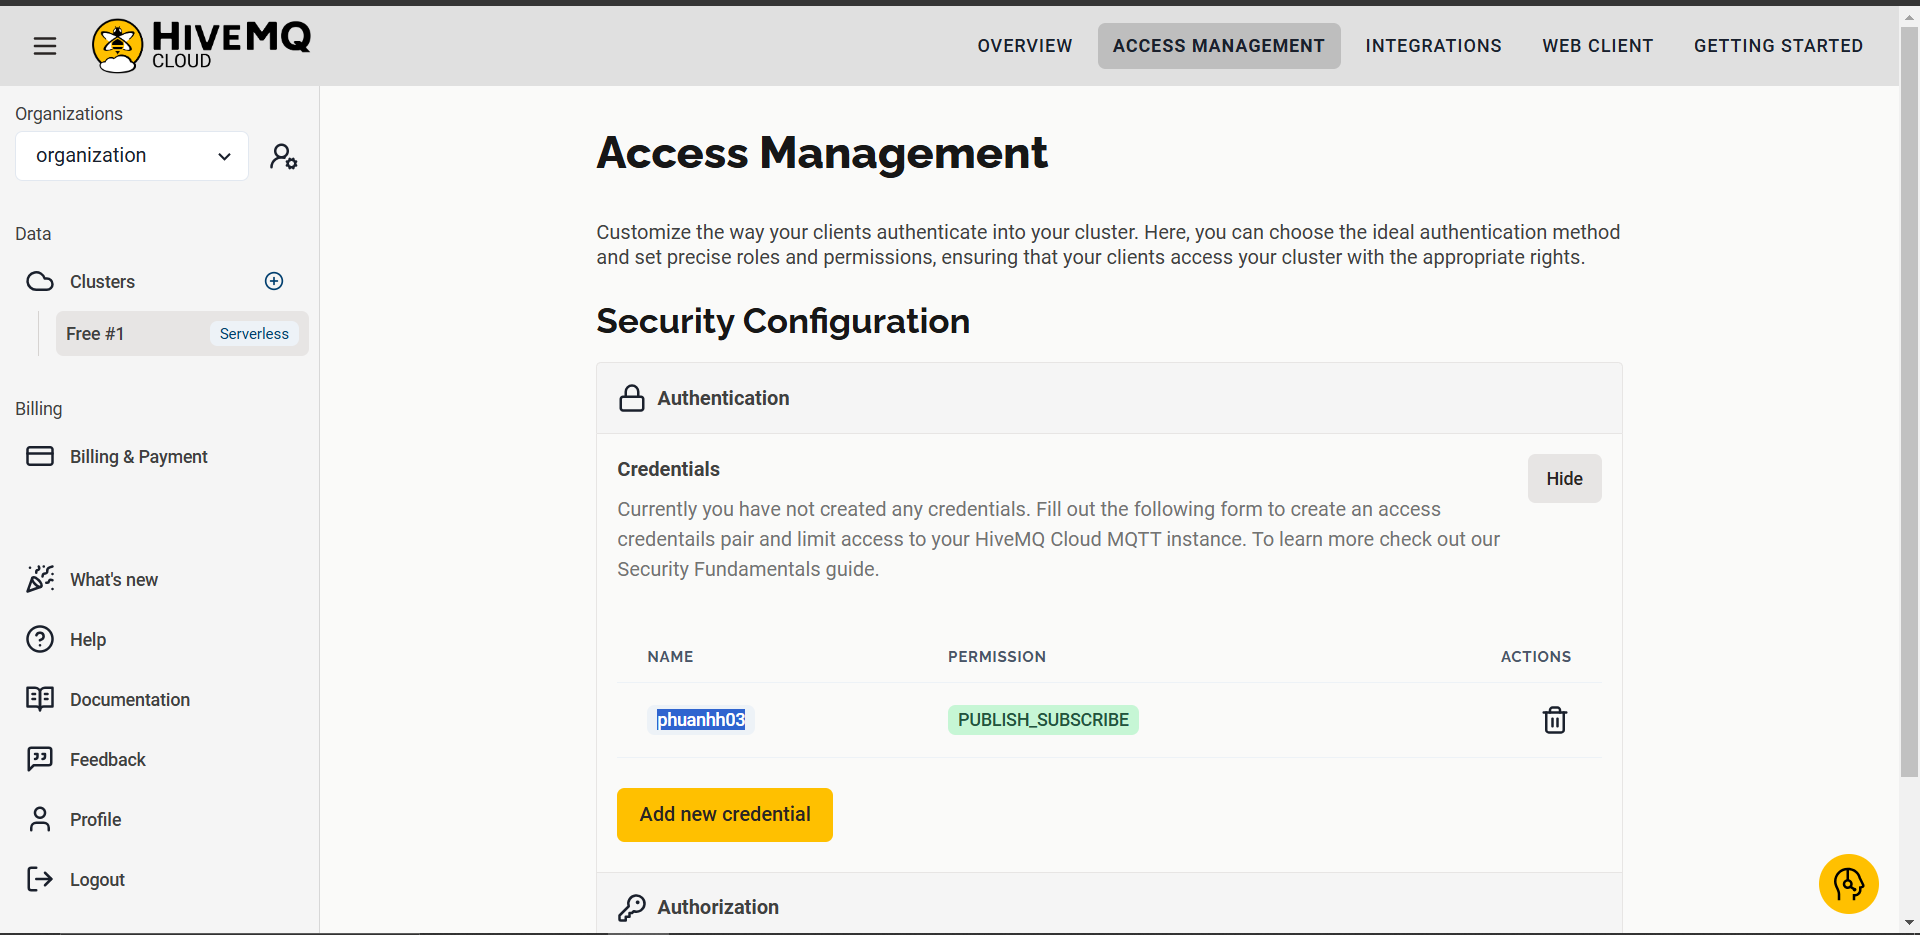 HIVEMQ
CLOUD
OVERVIEW
ACCESS MANAGEMENT
INTEGRATIONS
WEB CLIENT
GETTING STARTED
Organizations
organization
Data
Clusters
Free #1
Serverless
Billing
Billing & Payment
What's new
Help
Documentation
Feedback
Profile
Logout
Access Management
Customize the way your clients authenticate into your cluster. Here, you can choose the ideal authentication method
and set precise roles and permissions, ensuring that your clients access your cluster with the appropriate rights.
Security Configuration
Authentication
Credentials
Hide
Currently you have not created any credentials. Fill out the following form to create an access
credentails pair and limit access to your HiveMQ Cloud MQTT instance. To learn more check out our
Security Fundamentals guide.
NAME
PERMISSION
ACTIONS
phuanhh03
PUBLISH_SUBSCRIBE
Add new credential
Authorization